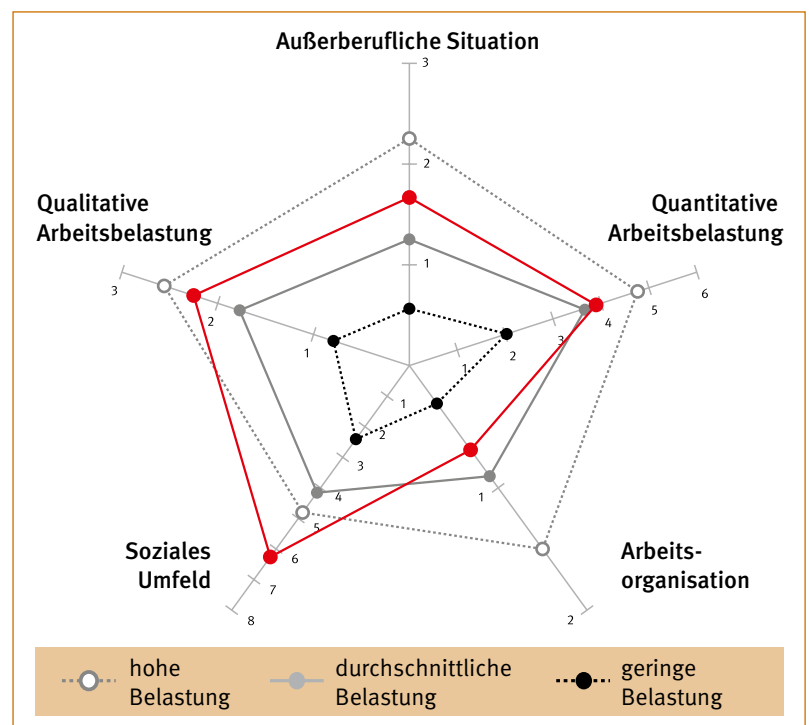 Außerberufliche Situation
3
2
1
Qualitative
Arbeitsbelastung
3
2
1
Quantitative
Arbeitsbelastung
1
2
3
4
5
6
Soziales
Umfeld
1
2
3
4
5
6
7
8
Arbeits-
organisation
1
2
hohe
Belastung
durchschnittliche
Belastung
geringe
Belastung